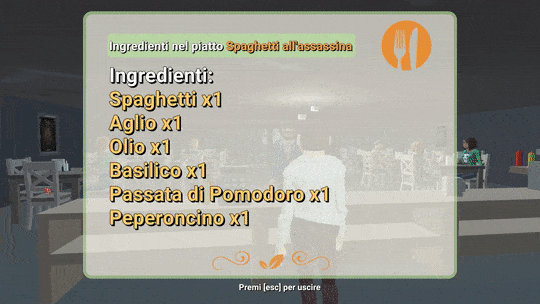 Ingredienti nel piatto Spaghetti all'assassina
Ingredienti:
Spaghetti x1
Aglio x1
Olio x1
Basilico x1
Passata di Pomodoro x1
Peperoncino x1
Premi [esc] per uscire